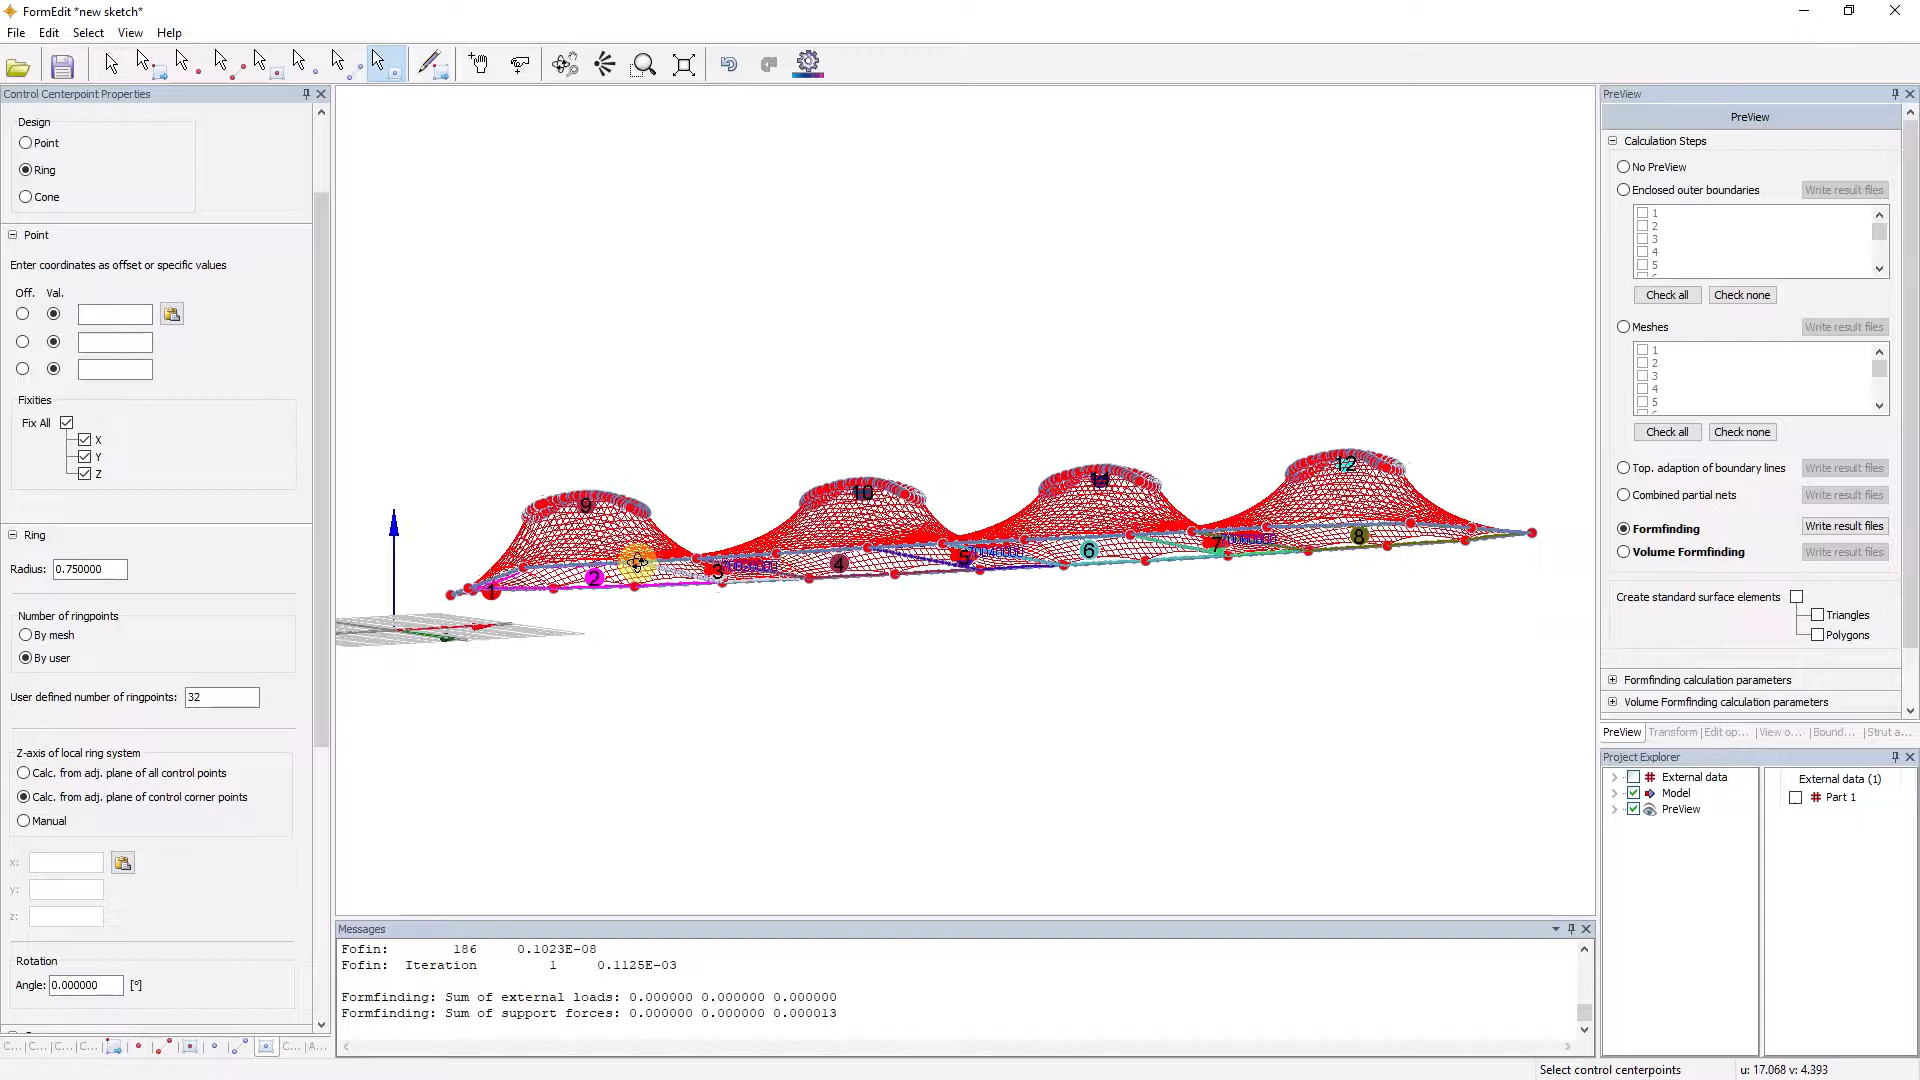 FormEdit *new sketch*
File Edit Select View Help
Control Centerpoint Properties
Design
Point
Ring
Cone
Point
Enter coordinates as offset or specific values
Off. Val.
Fixities
Fix All
X
Y
Z
Ring
Radius: 0.750000
Number of ringpoints
By mesh
By user
User defined number of ringpoints: 32
Z-axis of local ring system
Calc. from adj. plane of all control points
Calc. from adj. plane of control corner points
Manual
x:
y:
z:
Rotation
Angle: 0.000000 [°]
C... C... C... C... C... A...
9 10 11 12
1 2 3 4 5 6 7 8
Messages
Fofin: 186 0.1023E-08
Fofin: Iteration 1 0.1125E-03
Formfinding: Sum of external loads: 0.000000 0.000000 0.000000
Formfinding: Sum of support forces: 0.000000 0.000000 0.000013
PreView
PreView
Calculation Steps
No PreView
Enclosed outer boundaries Write result files
1
2
3
4
5
Check all Check none
Meshes Write result files
1
2
3
4
5
Check all Check none
Top. adaption of boundary lines Write result files
Combined partial nets Write result files
Formfinding Write result files
Volume Formfinding Write result files
Create standard surface elements
Triangles
Polygons
Formfinding calculation parameters
Volume Formfinding calculation parameters
PreView Transform Edit op... View o... Bound... Strut a...
Project Explorer
External data
Model
PreView
External data (1)
Part 1
Select control centerpoints u: 17.068 v: 4.393